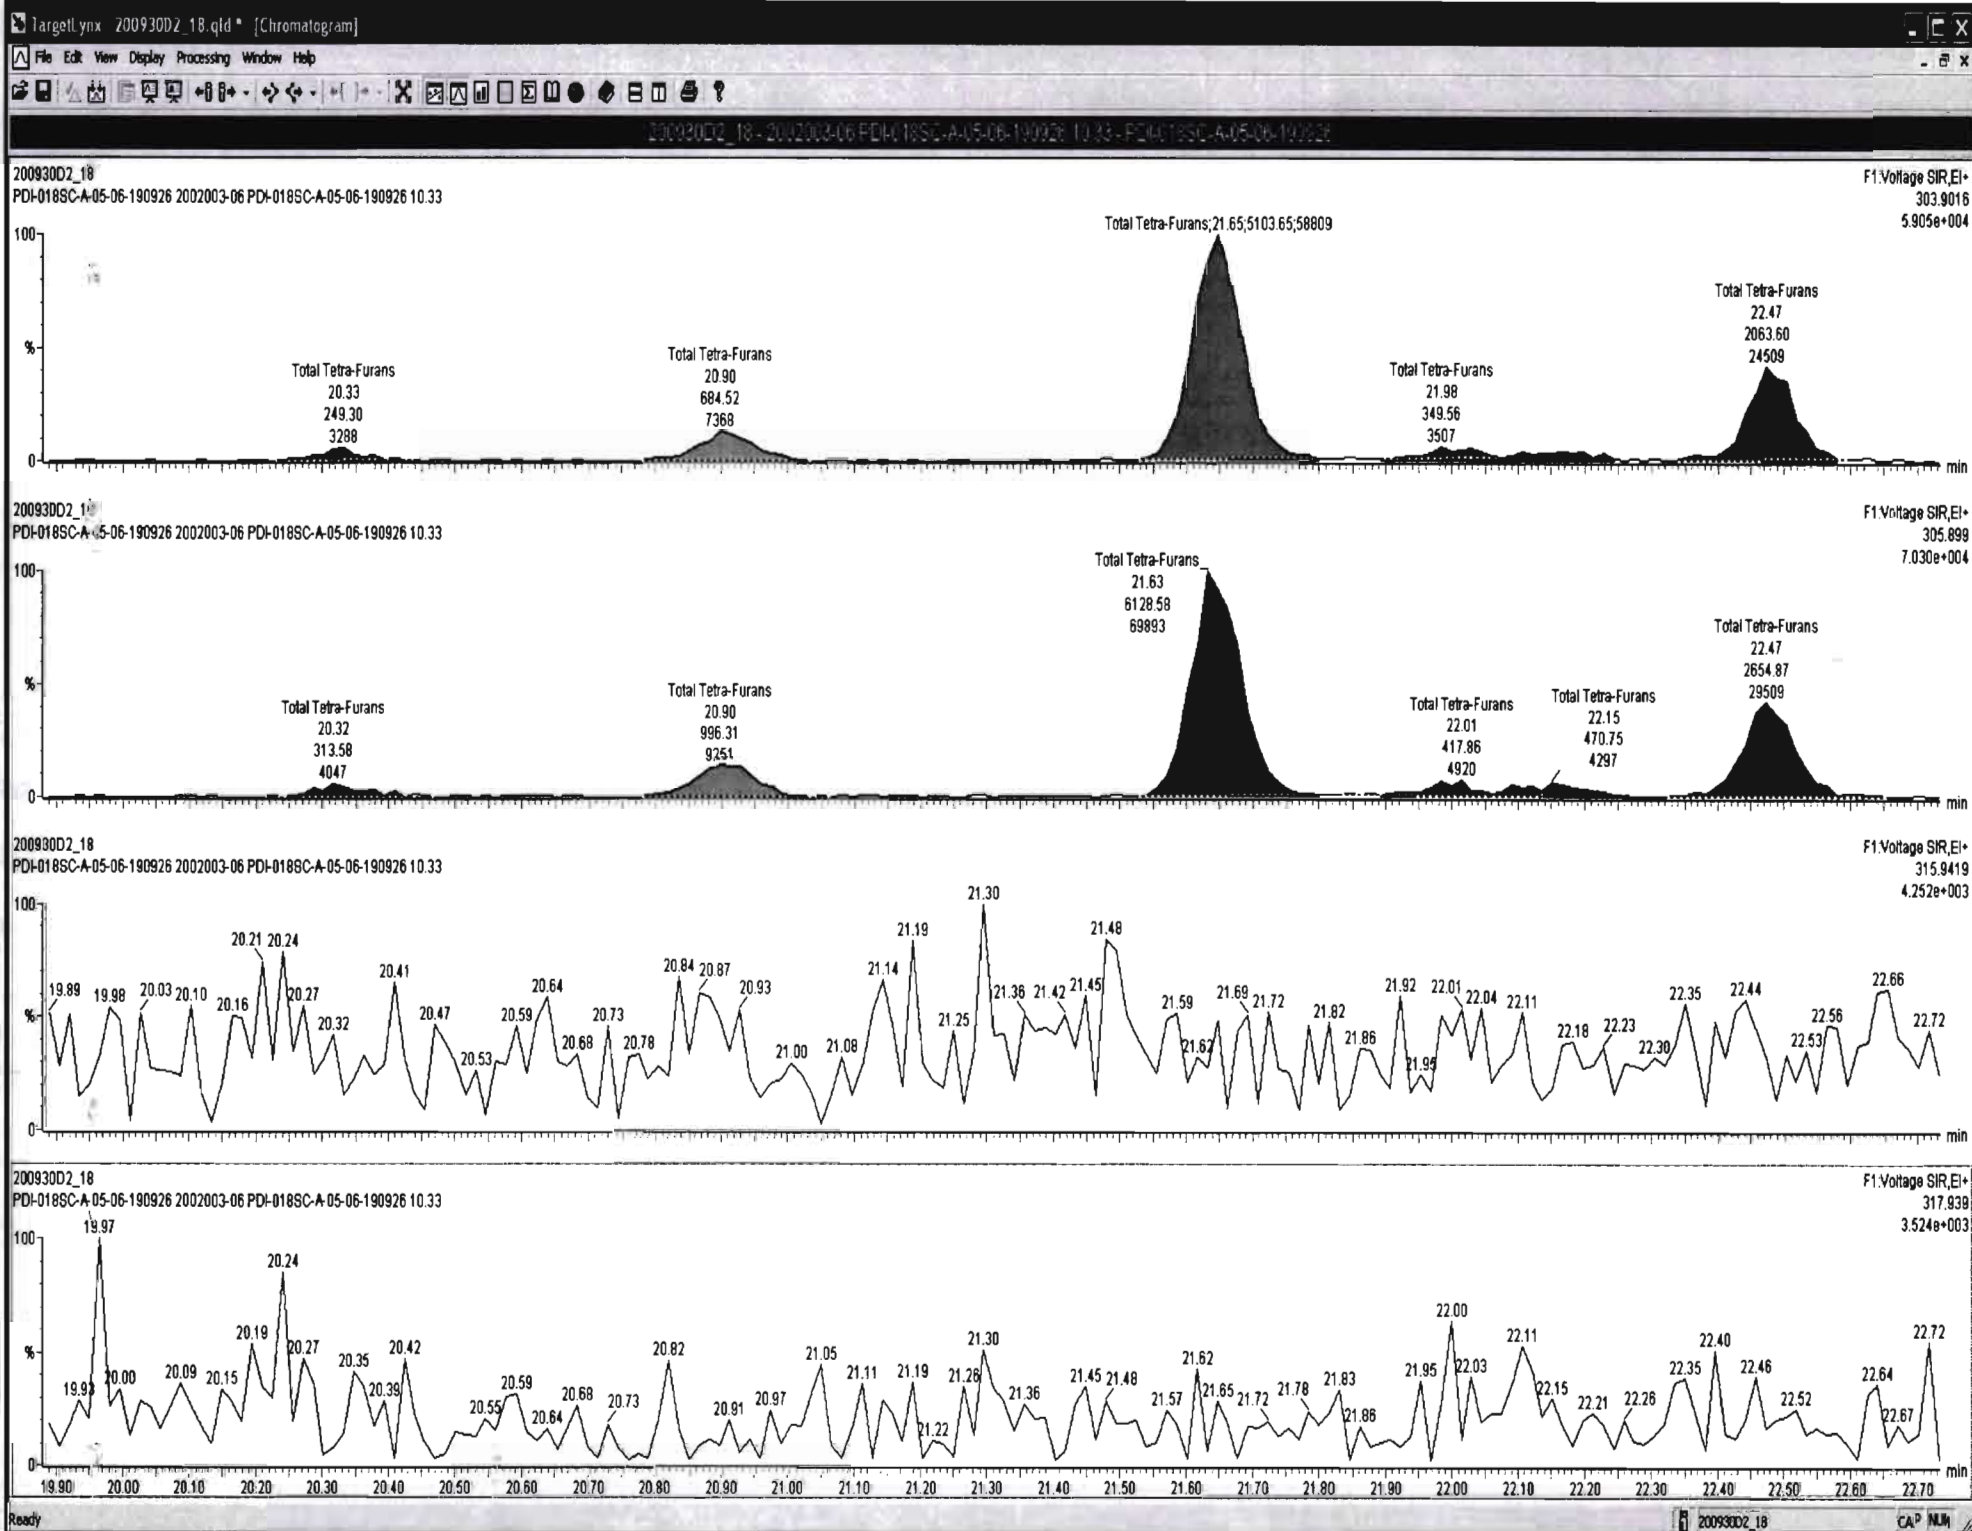 TargetLynx 200930D2_18.qld * [Chromatogram]
File Edit View Display Processing Window Help
200930D2_18 - 2002003-06 PDI-018SC-A-05-06-190926 10.33 - PDI-018SC-A-05-06-190926
200930D2_18
PDI-018SC-A-05-06-190926 2002003-06 PDI-018SC-A-05-06-190926 10.33
F1:Voltage SIR,EI+
303.9016
5.905e+004
100
%
0
Total Tetra-Furans
20.33
249.30
3288
Total Tetra-Furans
20.90
684.52
7368
Total Tetra-Furans;21.65;5103.65;58809
Total Tetra-Furans
21.98
349.56
3507
Total Tetra-Furans
22.47
2063.60
24509
min
200930D2_18
PDI-018SC-A-05-06-190926 2002003-06 PDI-018SC-A-05-06-190926 10.33
F1:Voltage SIR,EI+
305.899
7.030e+004
100
%
0
Total Tetra-Furans
20.32
313.58
4047
Total Tetra-Furans
20.90
996.31
9251
Total Tetra-Furans
21.63
6128.58
69893
Total Tetra-Furans
22.01
417.86
4920
Total Tetra-Furans
22.15
470.75
4297
Total Tetra-Furans
22.47
2654.87
29509
min
200930D2_18
PDI-018SC-A-05-06-190926 2002003-06 PDI-018SC-A-05-06-190926 10.33
F1:Voltage SIR,EI+
315.9419
4.252e+003
100
%
0
19.89 19.98 20.03 20.10 20.16 20.21 20.24 20.27 20.32 20.41 20.47 20.53 20.59 20.64 20.68 20.73 20.78 20.84 20.87 20.93 21.00 21.08 21.14 21.19 21.25 21.30 21.36 21.42 21.45 21.48 21.59 21.62 21.69 21.72 21.82 21.86 21.92 21.95 22.01 22.04 22.11 22.18 22.23 22.30 22.35 22.44 22.53 22.56 22.66 22.72
min
200930D2_18
PDI-018SC-A-05-06-190926 2002003-06 PDI-018SC-A-05-06-190926 10.33
F1:Voltage SIR,EI+
317.939
3.524e+003
100
%
0
19.93 19.97 20.00 20.09 20.15 20.19 20.24 20.27 20.35 20.39 20.42 20.55 20.59 20.64 20.68 20.73 20.82 20.91 20.97 21.05 21.11 21.19 21.22 21.26 21.30 21.36 21.45 21.48 21.57 21.62 21.65 21.72 21.78 21.83 21.86 21.95 22.00 22.03 22.11 22.15 22.21 22.26 22.35 22.40 22.46 22.52 22.64 22.67 22.72
min
19.90 20.00 20.10 20.20 20.30 20.40 20.50 20.60 20.70 20.80 20.90 21.00 21.10 21.20 21.30 21.40 21.50 21.60 21.70 21.80 21.90 22.00 22.10 22.20 22.30 22.40 22.50 22.60 22.70
Ready
200930D2_18
CAP NUM